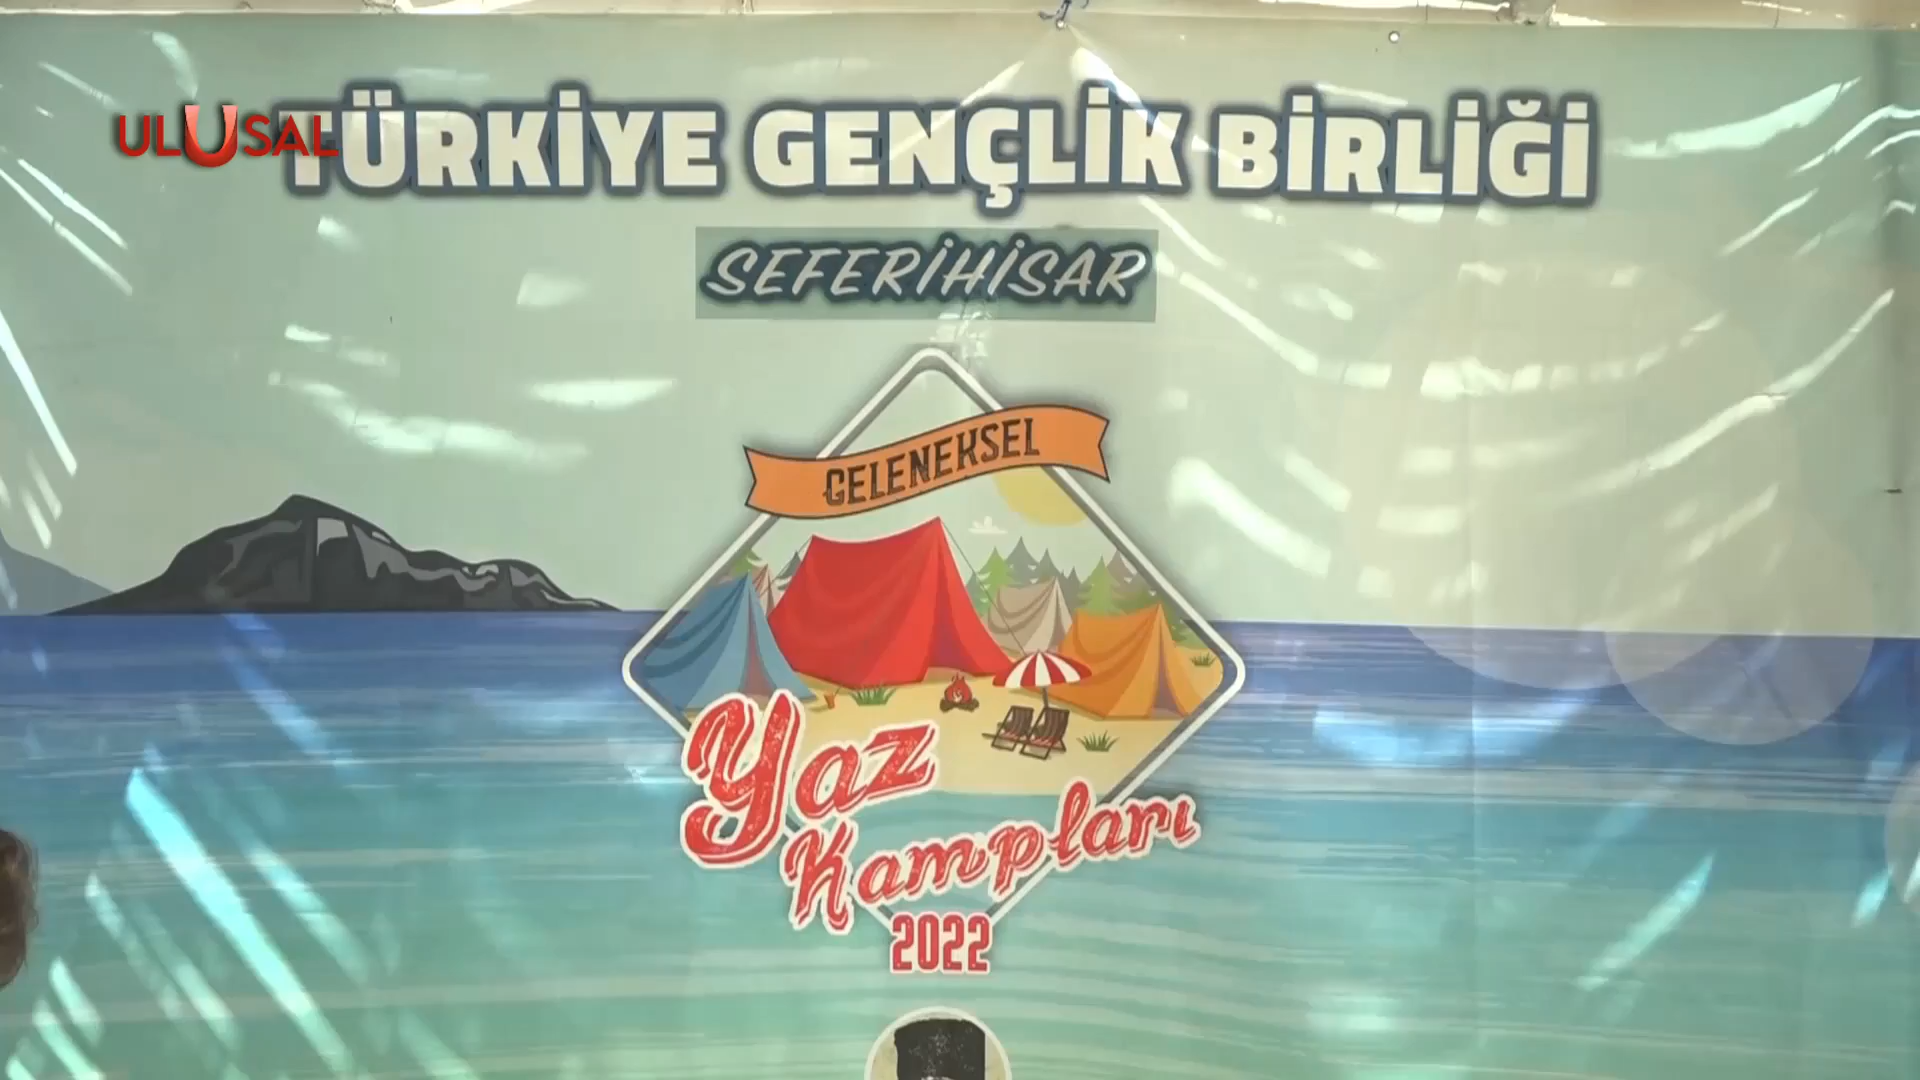 ULUSAL
TÜRKİYE GENÇLİK BİRLİĞİ
SEFERİHİSAR
GELENEKSEL
Yaz
Kampları
2022